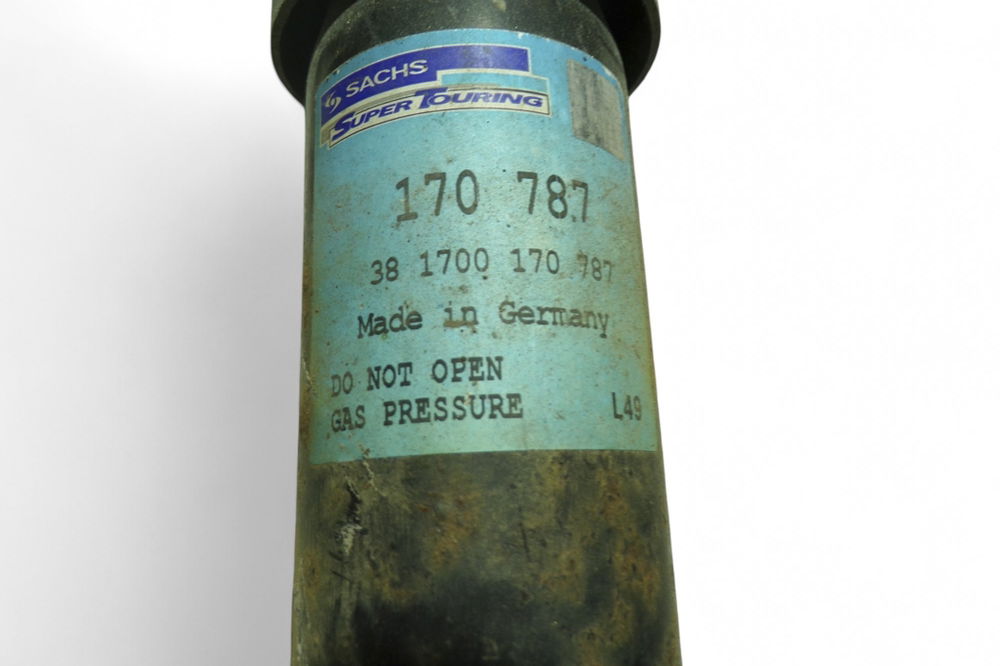 SACHS
SUPER TOURING
170 787
38 1700 170 787
Made in Germany
DO NOT OPEN
GAS PRESSURE L49